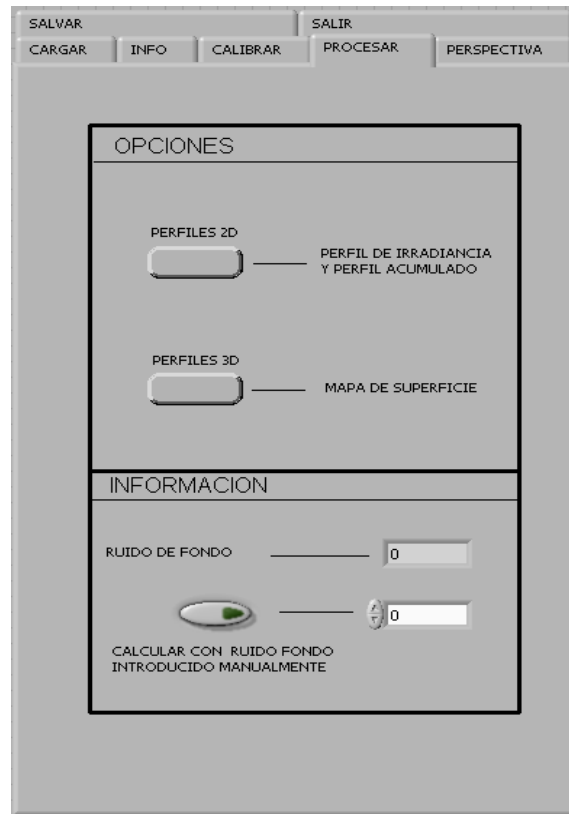 SALVAR SALIR
CARGAR INFO CALIBRAR PROCESAR PERSPECTIVA
OPCIONES
PERFILES 2D
PERFIL DE IRRADIANCIA
Y PERFIL ACUMULADO
PERFILES 3D
MAPA DE SUPERFICIE
INFORMACION
RUIDO DE FONDO 0
0
CALCULAR CON RUIDO FONDO
INTRODUCIDO MANUALMENTE